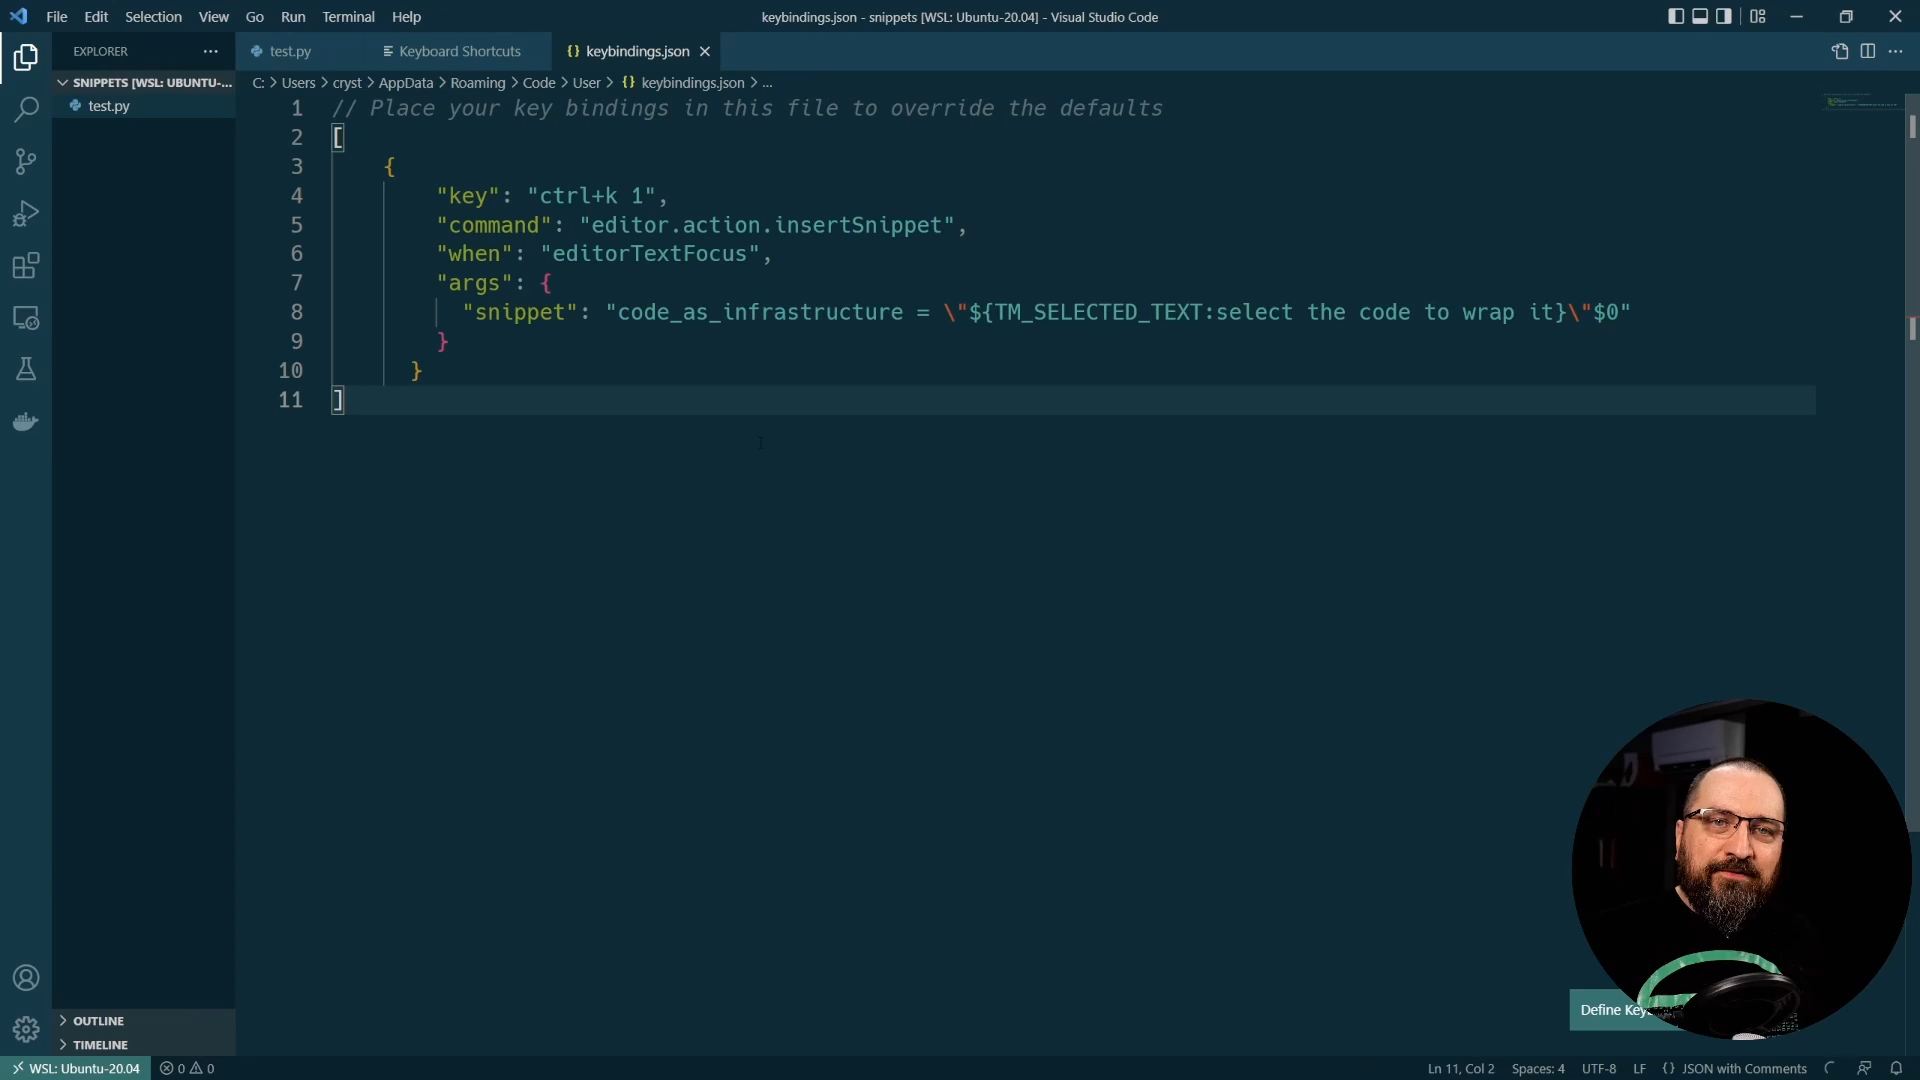 File Edit Selection View Go Run Terminal Help
keybindings.json - snippets [WSL: Ubuntu-20.04] - Visual Studio Code
EXPLORER
test.py
Keyboard Shortcuts
{} keybindings.json
SNIPPETS [WSL: UBUNTU-...
test.py
C: > Users > cryst > AppData > Roaming > Code > User > {} keybindings.json > ...
1 // Place your key bindings in this file to override the defaults
2 [
3 {
4 "key": "ctrl+k 1",
5 "command": "editor.action.insertSnippet",
6 "when": "editorTextFocus",
7 "args": {
8 "snippet": "code_as_infrastructure = \"${TM_SELECTED_TEXT:select the code to wrap it}\"$0"
9 }
10 }
11 ]
Define Key
OUTLINE
TIMELINE
WSL: Ubuntu-20.04 0 0
Ln 11, Col 2 Spaces: 4 UTF-8 LF {} JSON with Comments